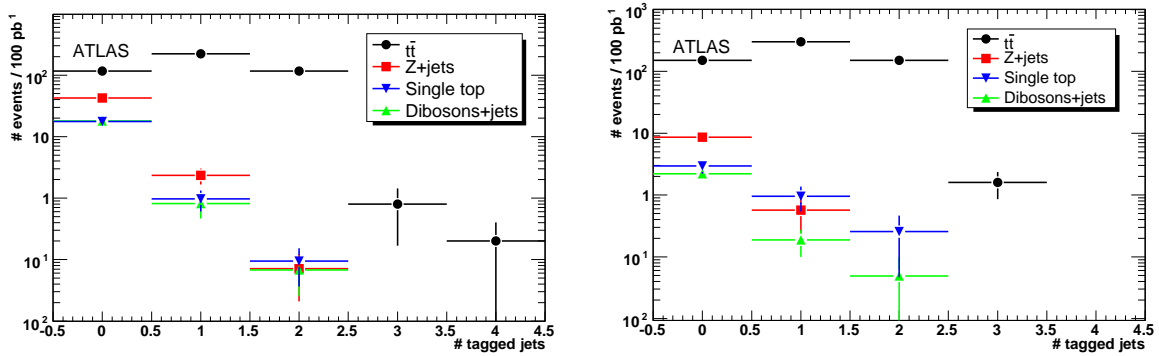 # events / 100 pb-1
ATLAS
tt̄
Z+jets
Single top
Dibosons+jets
10²
10
1
10-1
10-2
-0.5 0 0.5 1 1.5 2 2.5 3 3.5 4 4.5
# tagged jets
# events / 100 pb-1
ATLAS
tt̄
Z+jets
Single top
Dibosons+jets
10³
10²
10
1
10-1
10-2
-0.5 0 0.5 1 1.5 2 2.5 3 3.5 4 4.5
# tagged jets